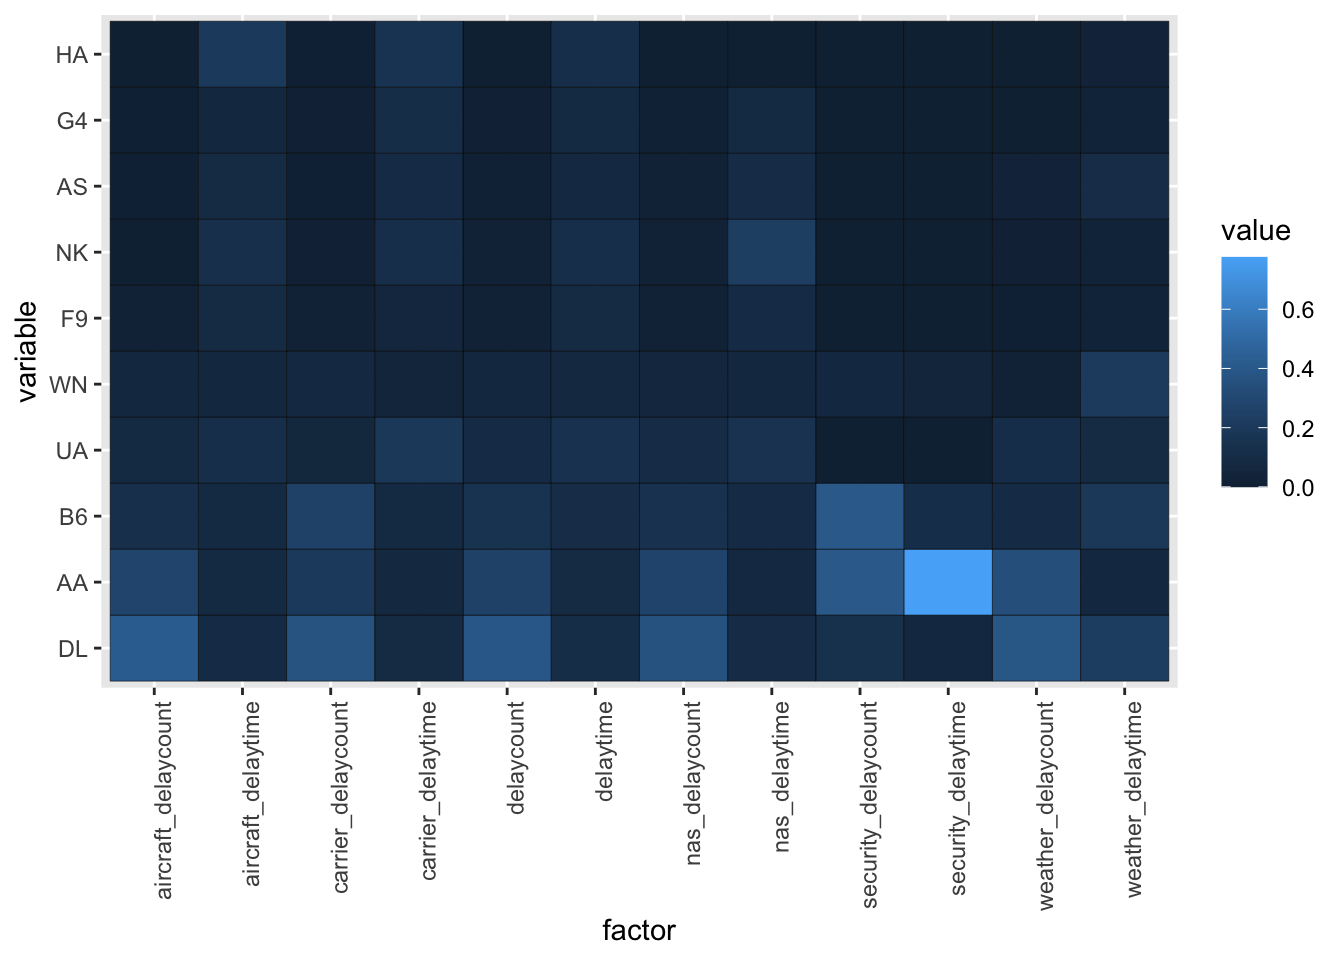 HA
G4
AS
NK
F9
WN
UA
B6
AA
DL
variable
aircraft_delaycount
aircraft_delaytime
carrier_delaycount
carrier_delaytime
delaycount
delaytime
nas_delaycount
nas_delaytime
security_delaycount
security_delaytime
weather_delaycount
weather_delaytime
factor
value
0.6
0.4
0.2
0.0